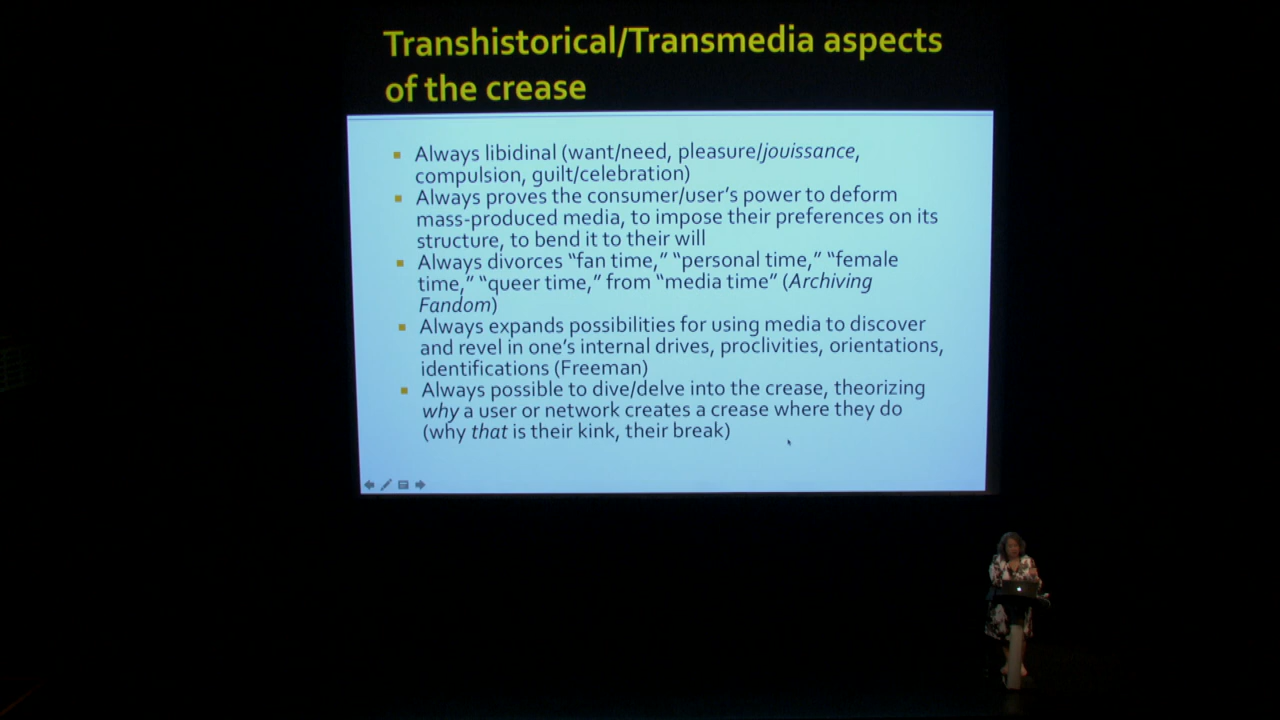 Transhistorical/Transmedia aspects
of the crease
Always libidinal (want/need, pleasure/jouissance,
compulsion, guilt/celebration)
Always proves the consumer/user's power to deform
mass-produced media, to impose their preferences on its
structure, to bend it to their will
Always divorces “fan time,” “personal time,” “female
time,” “queer time,” from “media time” (Archiving
Fandom)
Always expands possibilities for using media to discover
and revel in one's internal drives, proclivities, orientations,
identifications (Freeman)
Always possible to dive/delve into the crease, theorizing
why a user or network creates a crease where they do
(why that is their kink, their break)